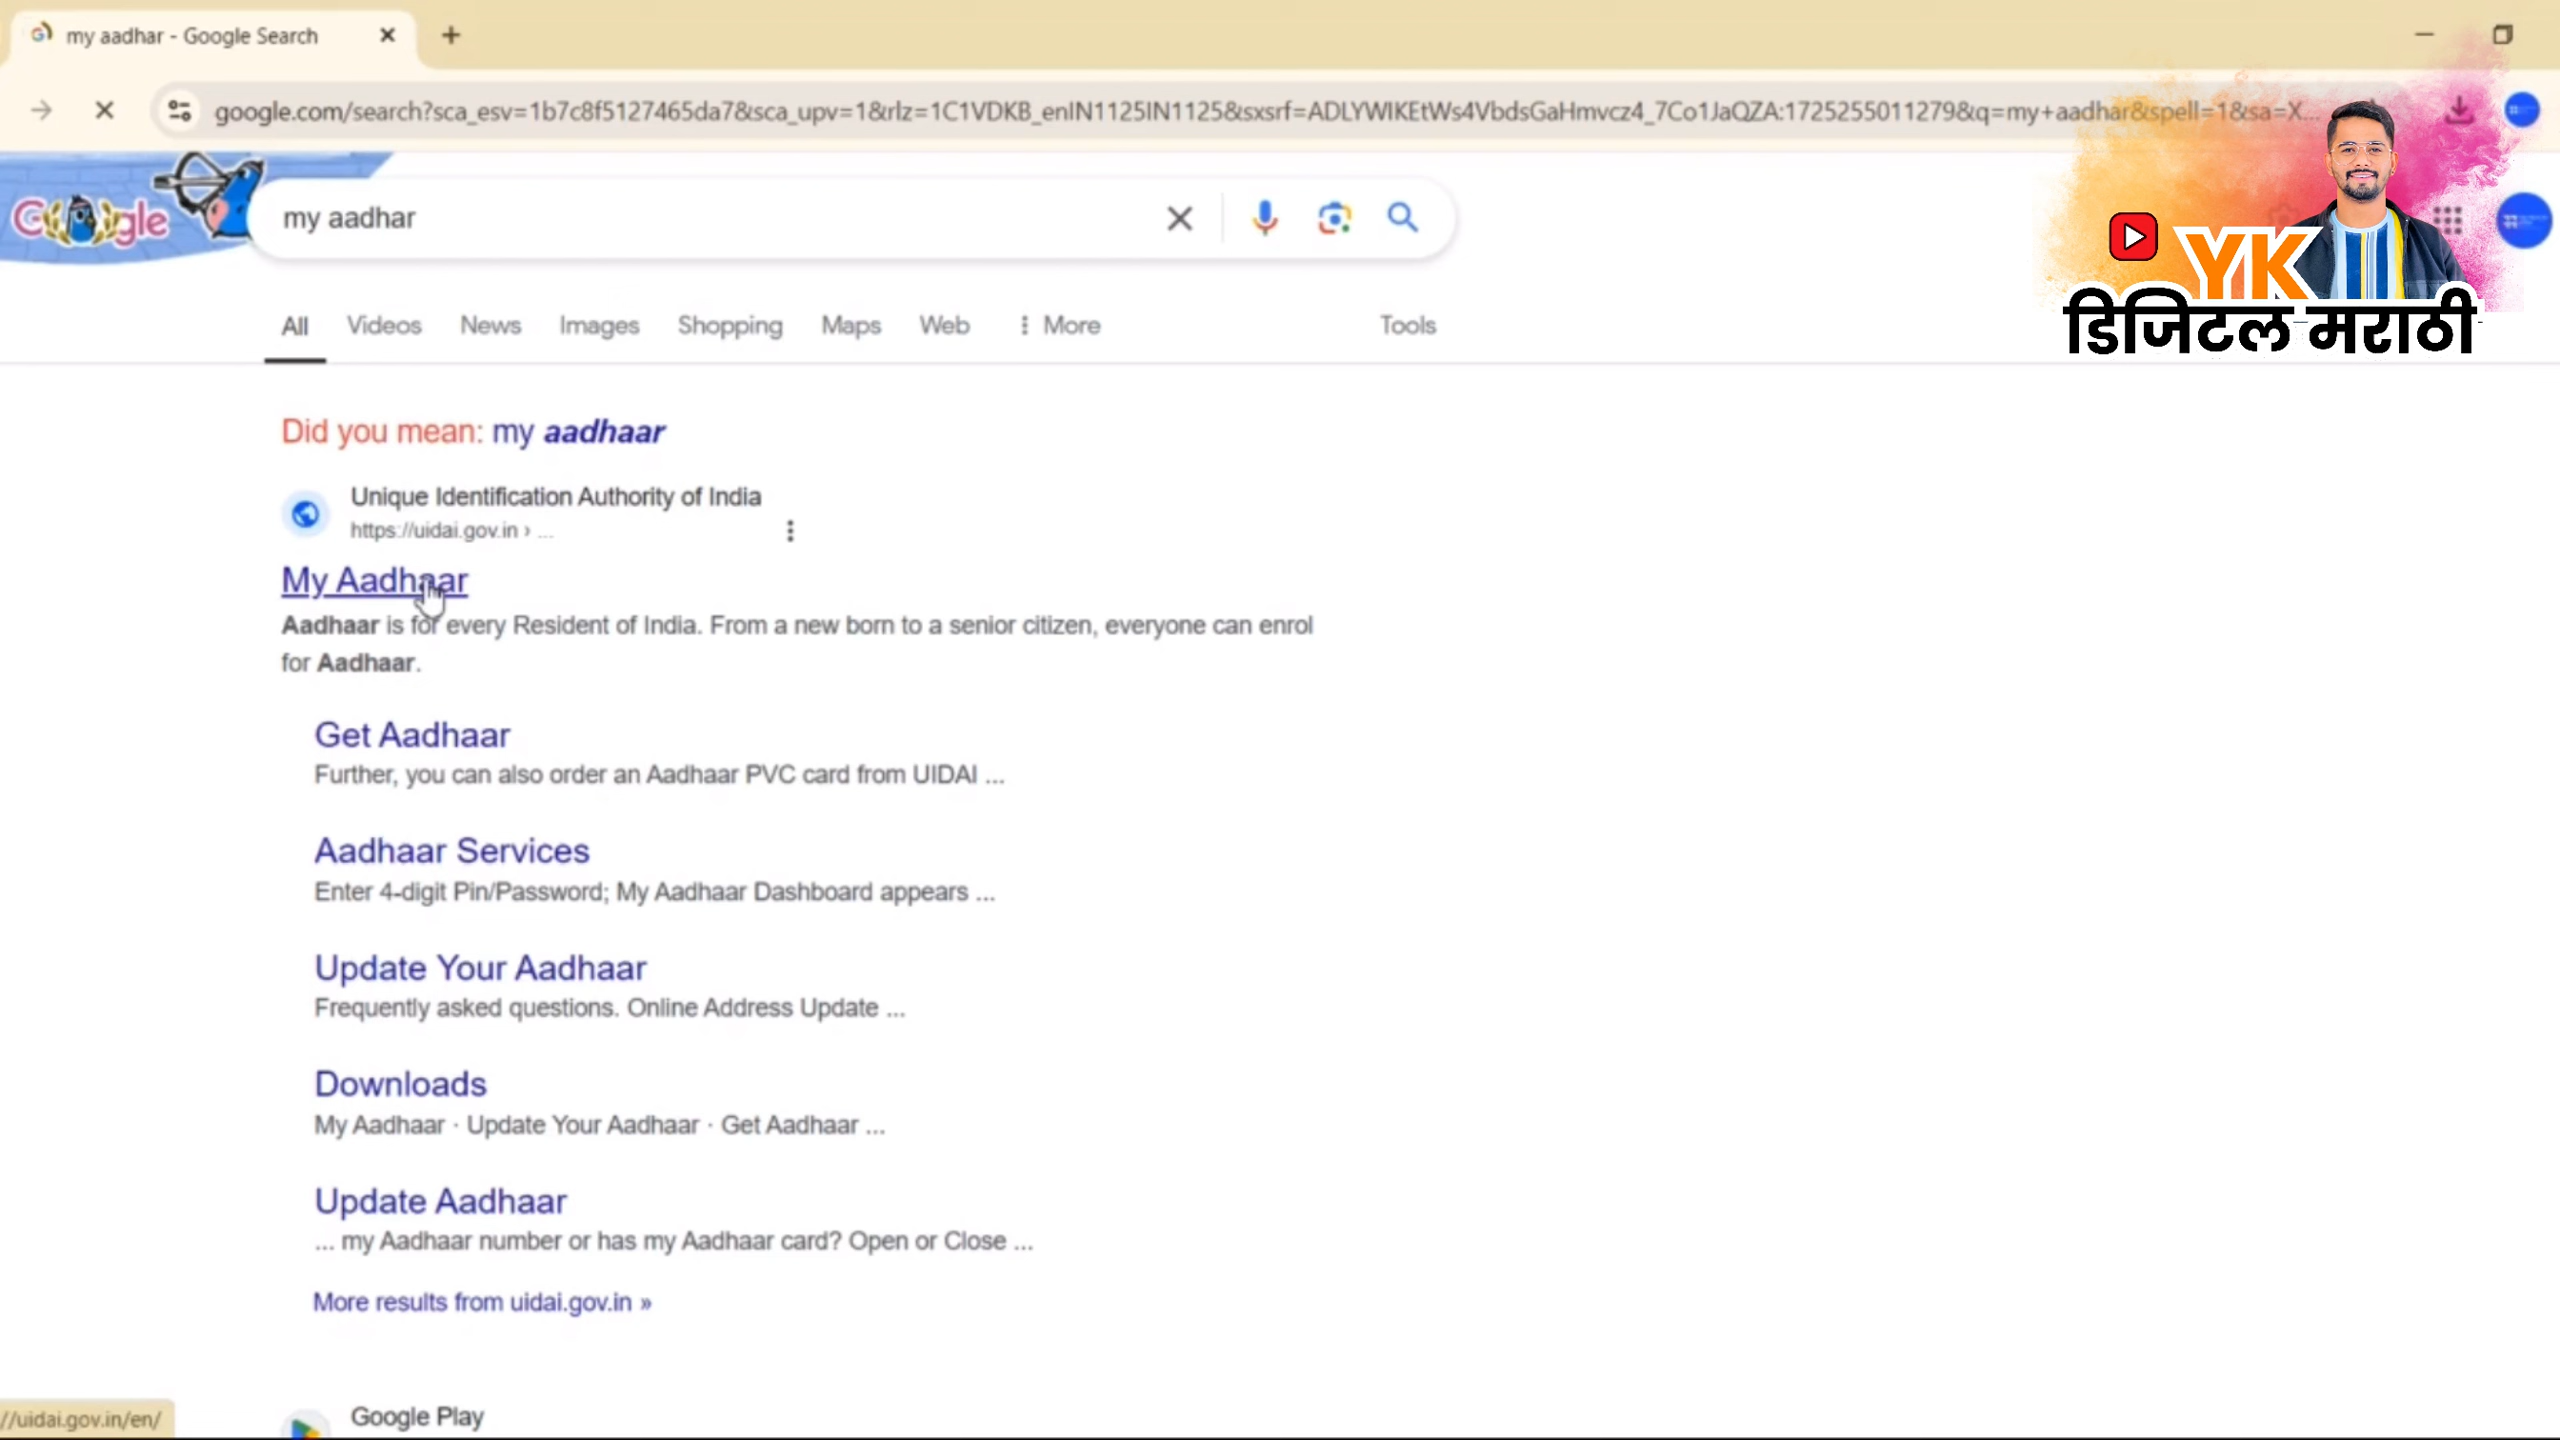 my aadhar - Google Search
google.com/search?sca_esv=1b7c8f5127465da7&sca_upv=1&rlz=1C1VDKB_enIN1125IN1125&sxsrf=ADLYWIKEtWs4VbdsGaHmvcz4_7Co1JaQZA:1725255011279&q=my+aadhar&spell=1&sa=X...
Google
my aadhar
YK
डिजिटल मराठी
All Videos News Images Shopping Maps Web More Tools
Did you mean: my aadhaar
Unique Identification Authority of India
https://uidai.gov.in › ...
My Aadhaar
Aadhaar is for every Resident of India. From a new born to a senior citizen, everyone can enrol
for Aadhaar.
Get Aadhaar
Further, you can also order an Aadhaar PVC card from UIDAI ...
Aadhaar Services
Enter 4-digit Pin/Password; My Aadhaar Dashboard appears ...
Update Your Aadhaar
Frequently asked questions. Online Address Update ...
Downloads
My Aadhaar · Update Your Aadhaar · Get Aadhaar ...
Update Aadhaar
... my Aadhaar number or has my Aadhaar card? Open or Close ...
More results from uidai.gov.in »
Google Play
//uidai.gov.in/en/